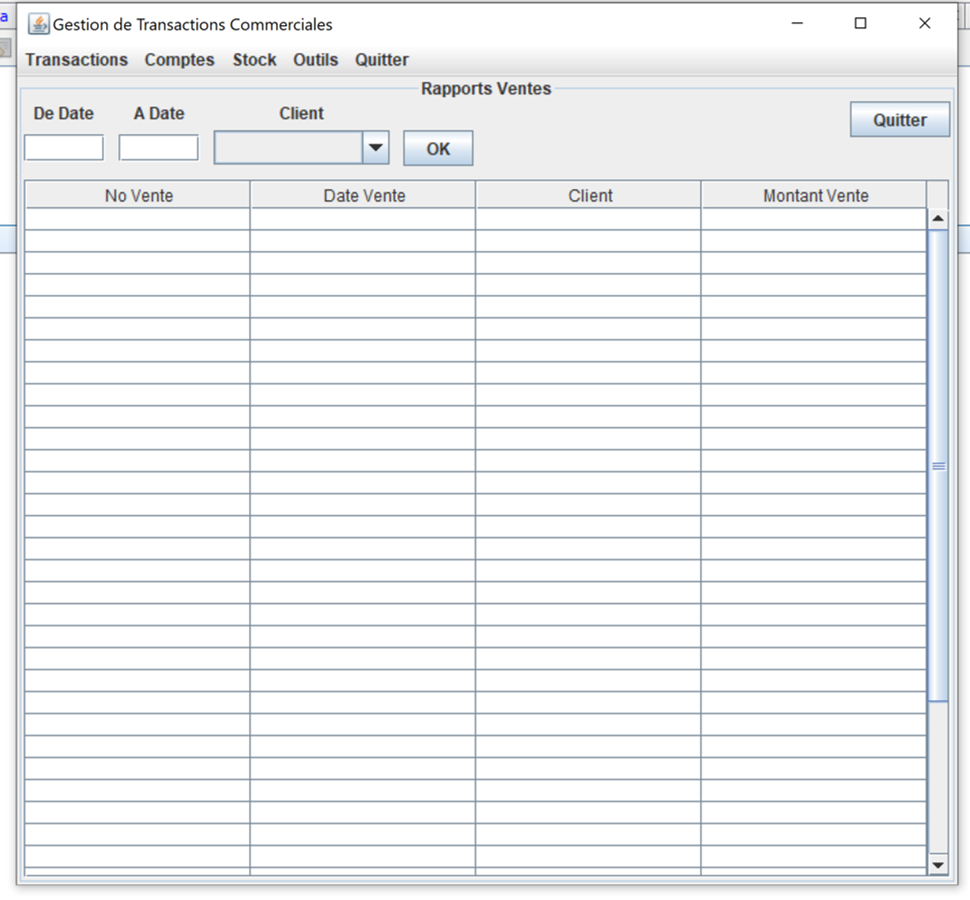 a
Gestion de Transactions Commerciales
Transactions Comptes Stock Outils Quitter
Rapports Ventes
De Date A Date Client
Quitter
OK
No Vente Date Vente Client Montant Vente